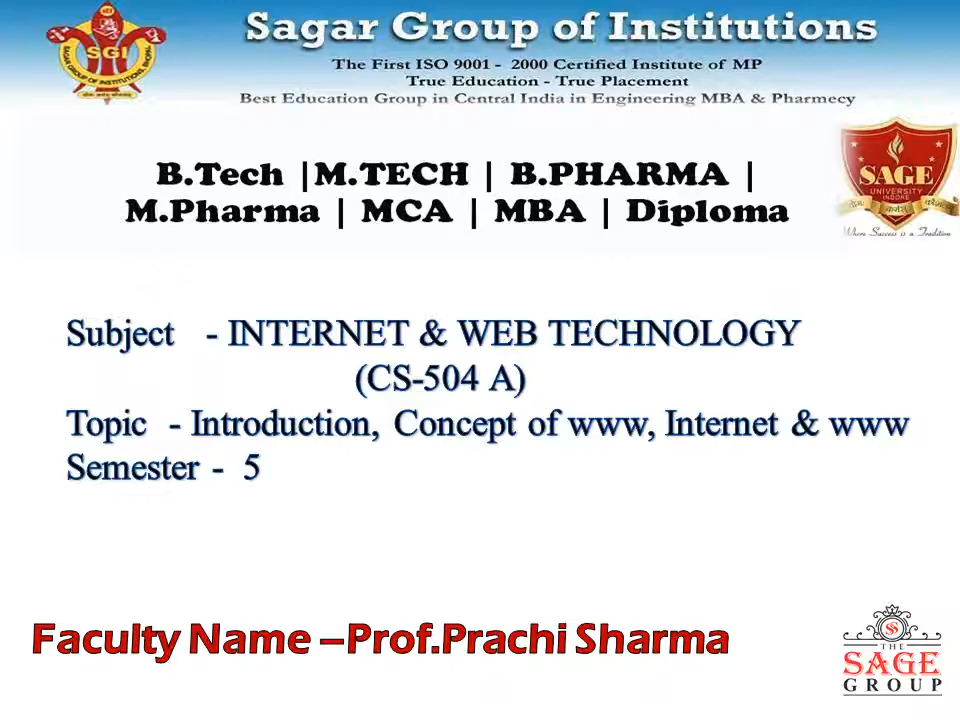 Sagar Group of Institutions
SGI
The First ISO 9001 - 2000 Certified Institute of MP
True Education - True Placement
Best Education Group in Central India in Engineering MBA & Pharmecy
B.Tech |M.TECH | B.PHARMA |
M.Pharma | MCA | MBA | Diploma
SAGE
UNIVERSITY
INDORE
Where Success is a Tradition
Subject - INTERNET & WEB TECHNOLOGY
(CS-504 A)
Topic - Introduction, Concept of www, Internet & www
Semester - 5
Faculty Name –Prof.Prachi Sharma
THE
SAGE
GROUP